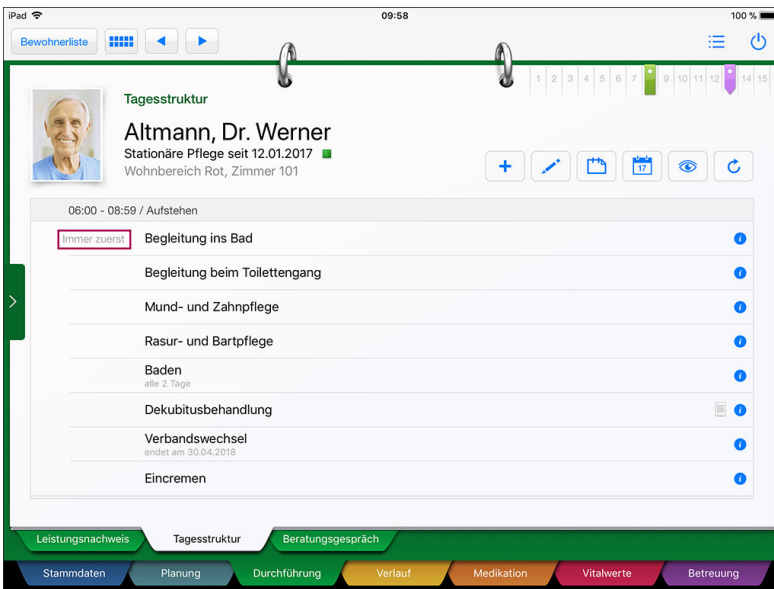 iPad 09:58 100 %
Bewohnerliste
1 2 3 4 5 6 7 9 10 11 12 14 15
Tagesstruktur
Altmann, Dr. Werner
Stationäre Pflege seit 12.01.2017
Wohnbereich Rot, Zimmer 101
17
06:00 - 08:59 / Aufstehen
Immer zuerst Begleitung ins Bad
Begleitung beim Toilettengang
Mund- und Zahnpflege
Rasur- und Bartpflege
Baden
alle 2 Tage
Dekubitusbehandlung
Verbandswechsel
endet am 30.04.2018
Eincremen
Leistungsnachweis Tagesstruktur Beratungsgespräch
Stammdaten Planung Durchführung Verlauf Medikation Vitalwerte Betreuung